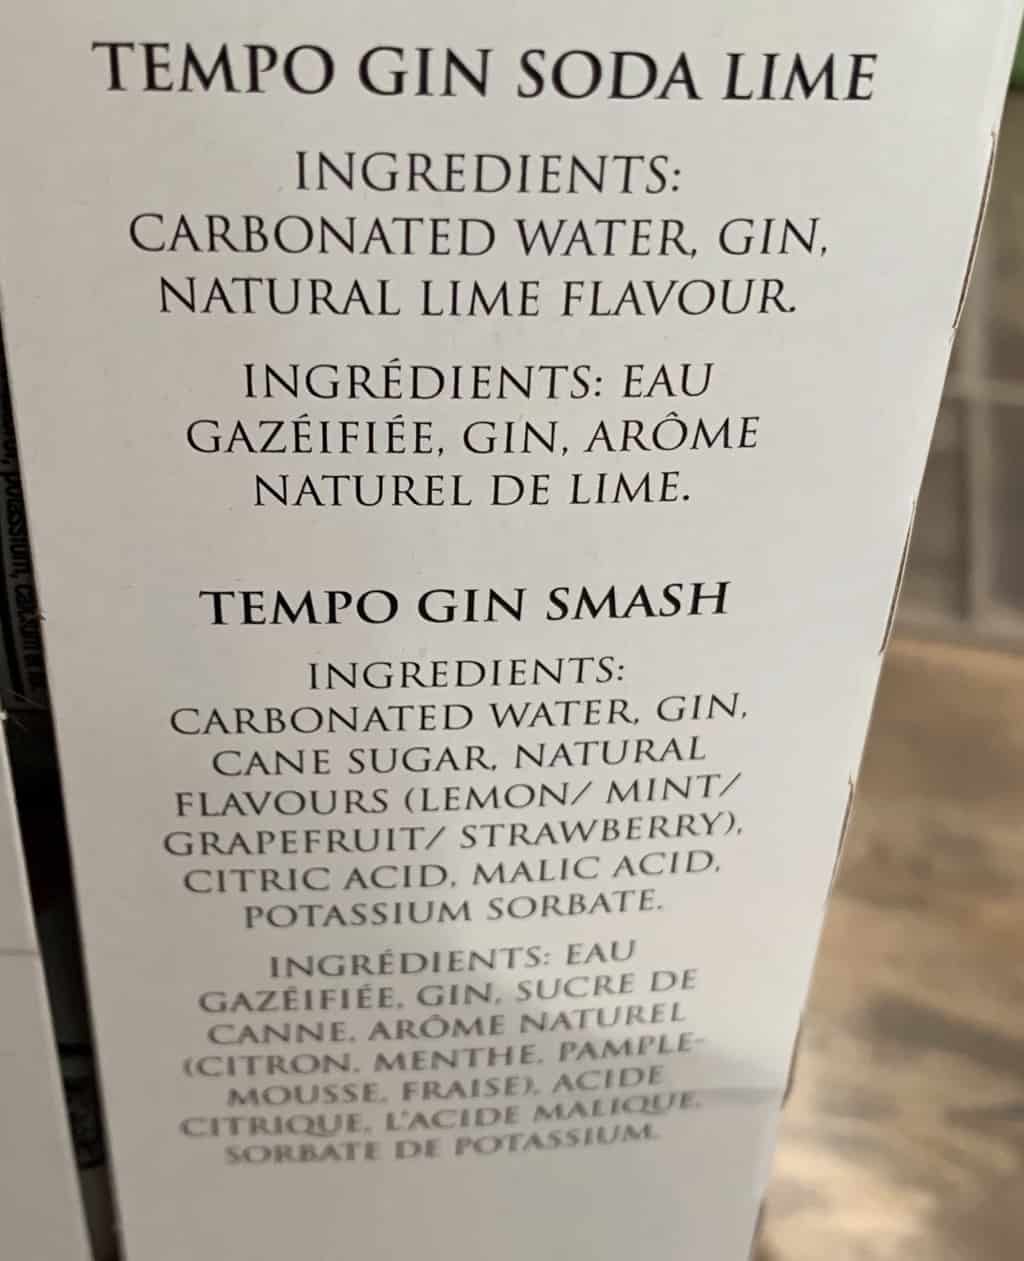 TEMPO GIN SODA LIME
INGREDIENTS:
CARBONATED WATER, GIN,
NATURAL LIME FLAVOUR.
INGRÉDIENTS: EAU
GAZÉIFIÉE, GIN, ARÔME
NATUREL DE LIME.
TEMPO GIN SMASH
INGREDIENTS:
CARBONATED WATER, GIN,
CANE SUGAR, NATURAL
FLAVOURS (LEMON/ MINT/
GRAPEFRUIT/ STRAWBERRY),
CITRIC ACID, MALIC ACID,
POTASSIUM SORBATE.
INGRÉDIENTS: EAU
GAZÉIFIÉE, GIN, SUCRE DE
CANNE, ARÔME NATUREL
(CITRON, MENTHE, PAMPLE-
MOUSSE, FRAISE), ACIDE
CITRIQUE, L'ACIDE MALIQUE,
SORBATE DE POTASSIUM.
potassium,